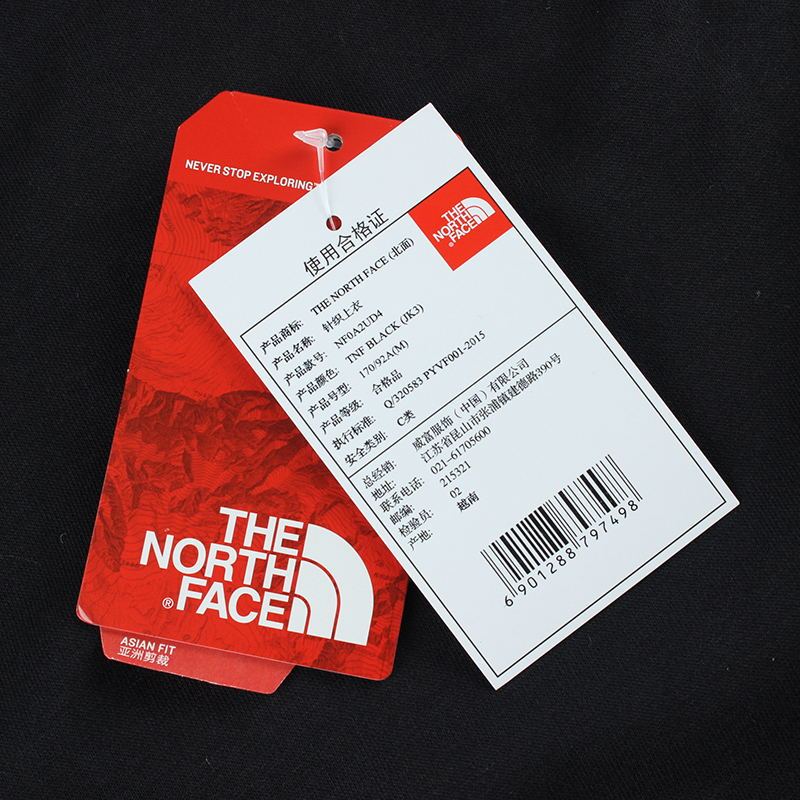 NEVER STOP EXPLORING™
THE
NORTH
FACE
®
ASIAN FIT
亚洲剪裁
THE
NORTH
FACE
使用合格证
产品商标: THE NORTH FACE (北面)
产品名称: 针织上衣
产品款号: NF0A2UD4
产品颜色: TNF BLACK (JK3)
产品号型: 170/92A(M)
产品等级: 合格品
执行标准: Q/320583 PYVF001-2015
安全类别: C类
总经销: 威富服饰（中国）有限公司
地址: 江苏省昆山市张浦镇建德路390号
联系电话: 021-61705600
邮编: 215321
检验员: 02
产地: 越南
6 901288 797498